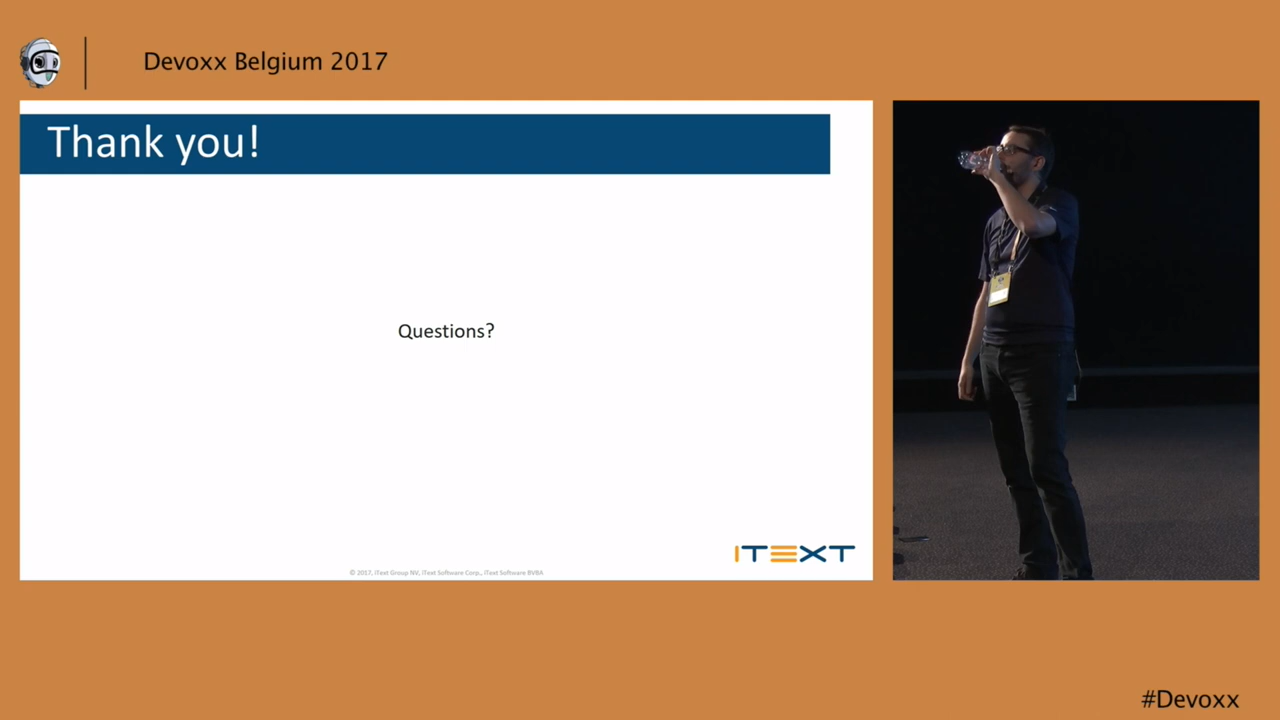 Devoxx Belgium 2017
Thank you!
Questions?
iTEXT
© 2017, iText Group NV, iText Software Corp., iText Software BVBA
#Devoxx